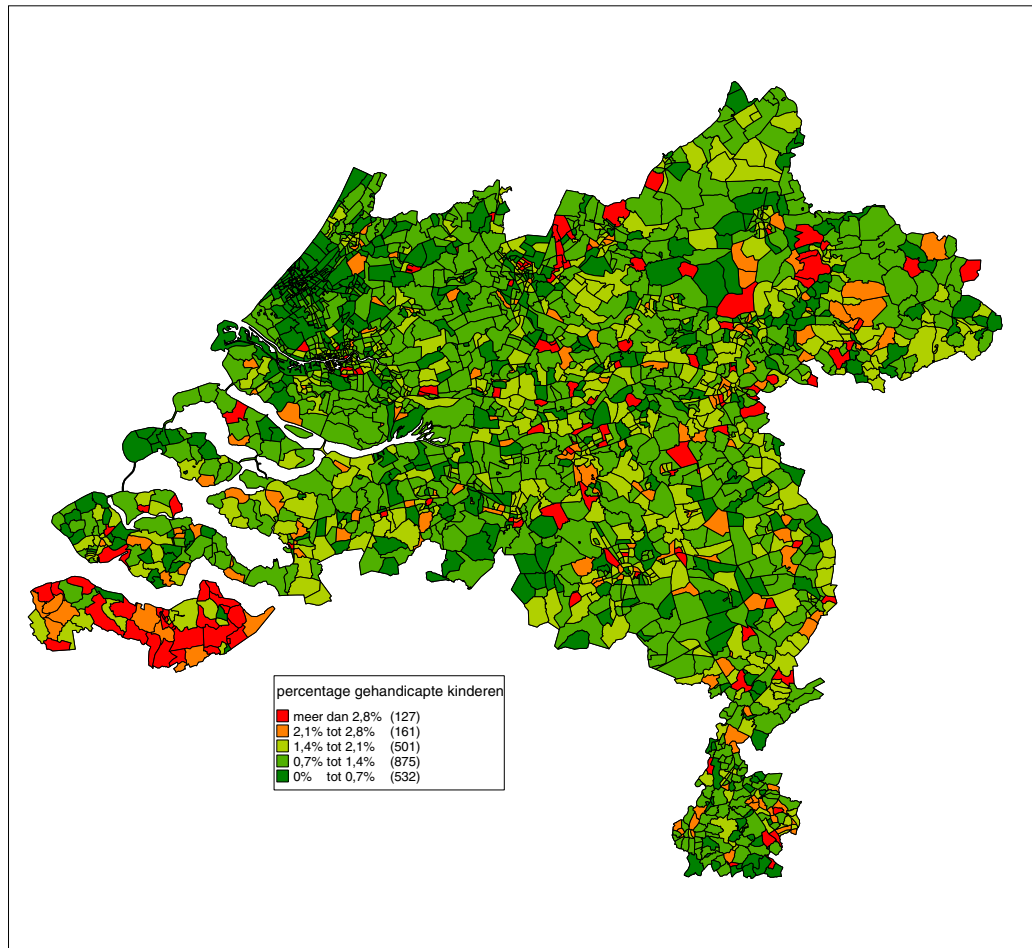 percentage gehandicapte kinderen
meer dan 2,8% (127)
2,1% tot 2,8% (161)
1,4% tot 2,1% (501)
0,7% tot 1,4% (875)
0% tot 0,7% (532)